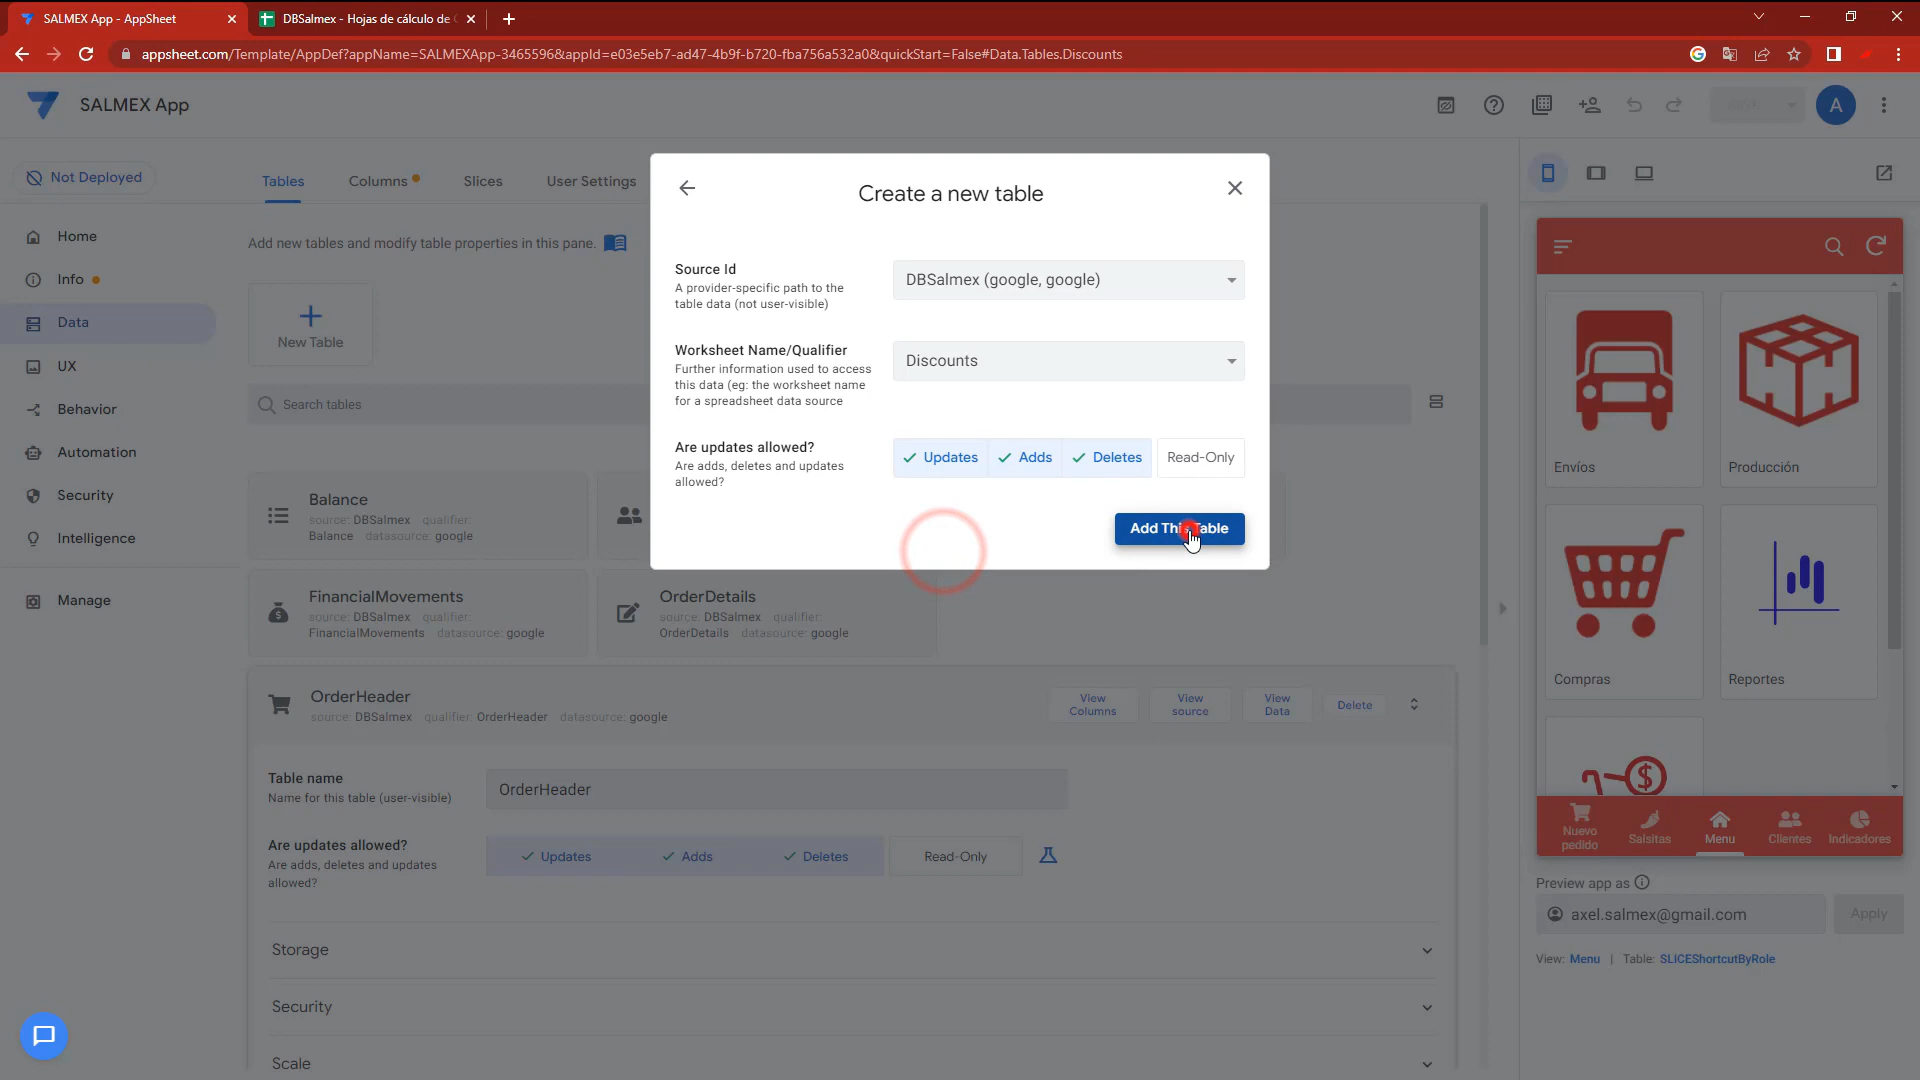 SALMEX App - AppSheet
DBSalmex - Hojas de cálculo de
appsheet.com/Template/AppDef?appName=SALMEXApp-3465596&appId=e03e5eb7-ad47-4b9f-b720-fba756a532a0&quickStart=False#Data.Tables.Discounts
SALMEX App
A
Not Deployed
Tables
Columns
Slices
User Settings
Home
Info
Data
UX
Behavior
Automation
Security
Intelligence
Manage
Add new tables and modify table properties in this pane.
New Table
Search tables
Balance
source: DBSalmex qualifier:
Balance datasource: google
FinancialMovements
source: DBSalmex qualifier:
FinancialMovements datasource: google
OrderDetails
source: DBSalmex qualifier:
OrderDetails datasource: google
OrderHeader
source: DBSalmex qualifier: OrderHeader datasource: google
View Columns
View source
View Data
Delete
Table name
Name for this table (user-visible)
OrderHeader
Are updates allowed?
Are adds, deletes and updates
allowed?
Updates
Adds
Deletes
Read-Only
Storage
Security
Scale
Create a new table
Source Id
A provider-specific path to the
table data (not user-visible)
DBSalmex (google, google)
Worksheet Name/Qualifier
Further information used to access
this data (eg: the worksheet name
for a spreadsheet data source
Discounts
Are updates allowed?
Are adds, deletes and updates
allowed?
Updates
Adds
Deletes
Read-Only
Add This Table
Envíos
Producción
Compras
Reportes
Nuevo
pedido
Salsitas
Menu
Clientes
Indicadores
Preview app as
axel.salmex@gmail.com
Apply
View: Menu | Table: SLICEShortcutByRole